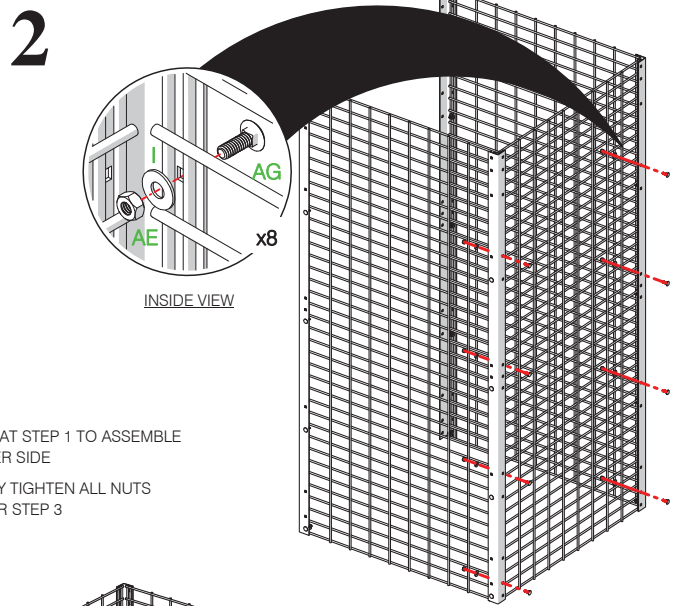 2
I
AG
AE
x8
INSIDE VIEW
AT STEP 1 TO ASSEMBLE
SIDE
TIGHTEN ALL NUTS
STEP 3